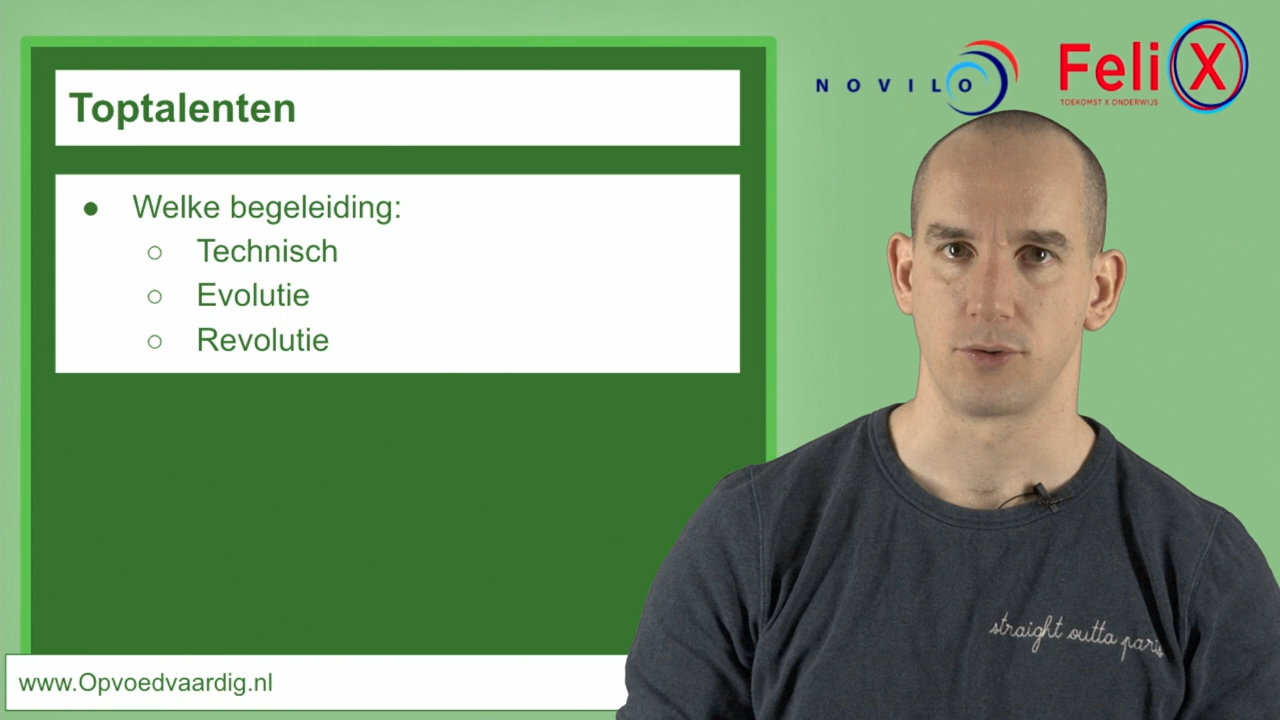 NOVILO
FeliX
TOEKOMST X ONDERWIJS
Toptalenten
● Welke begeleiding:
○ Technisch
○ Evolutie
○ Revolutie
straight outta paris
www.Opvoedvaardig.nl